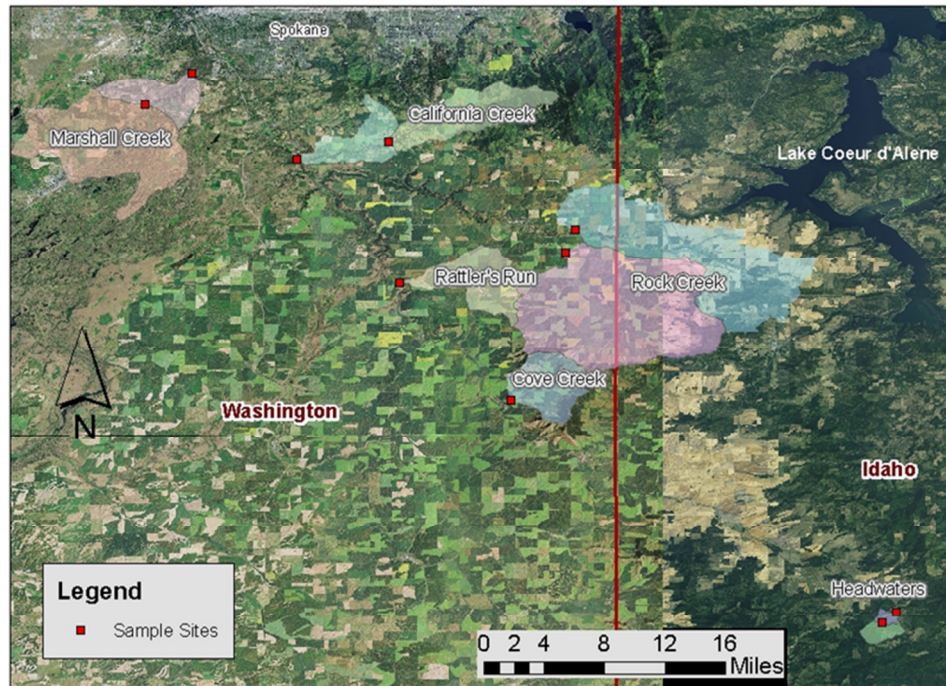 Spokane
California Creek
Marshall Creek
Lake Coeur d'Alene
Rattler's Run
Rock Creek
Cove Creek
N
Washington
Idaho
Headwaters
Legend
Sample Sites
0 2 4 8 12 16
Miles